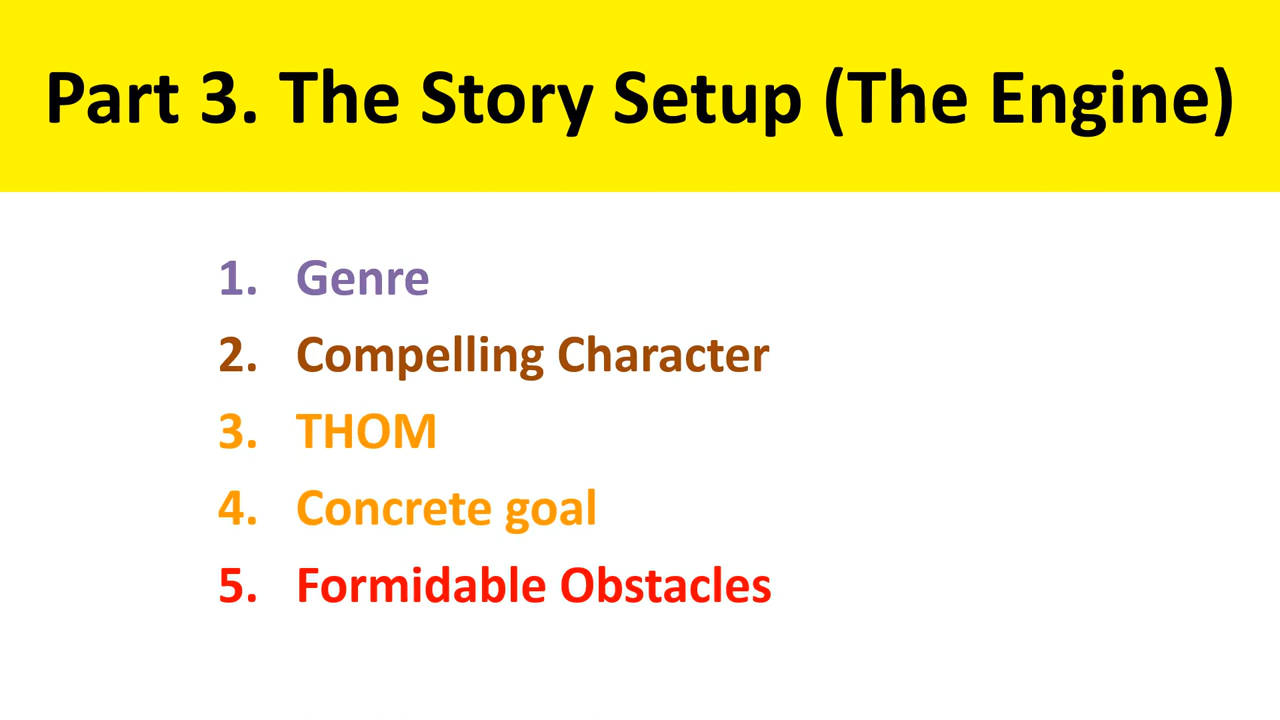 Part 3. The Story Setup (The Engine)
1. Genre
2. Compelling Character
3. THOM
4. Concrete goal
5. Formidable Obstacles